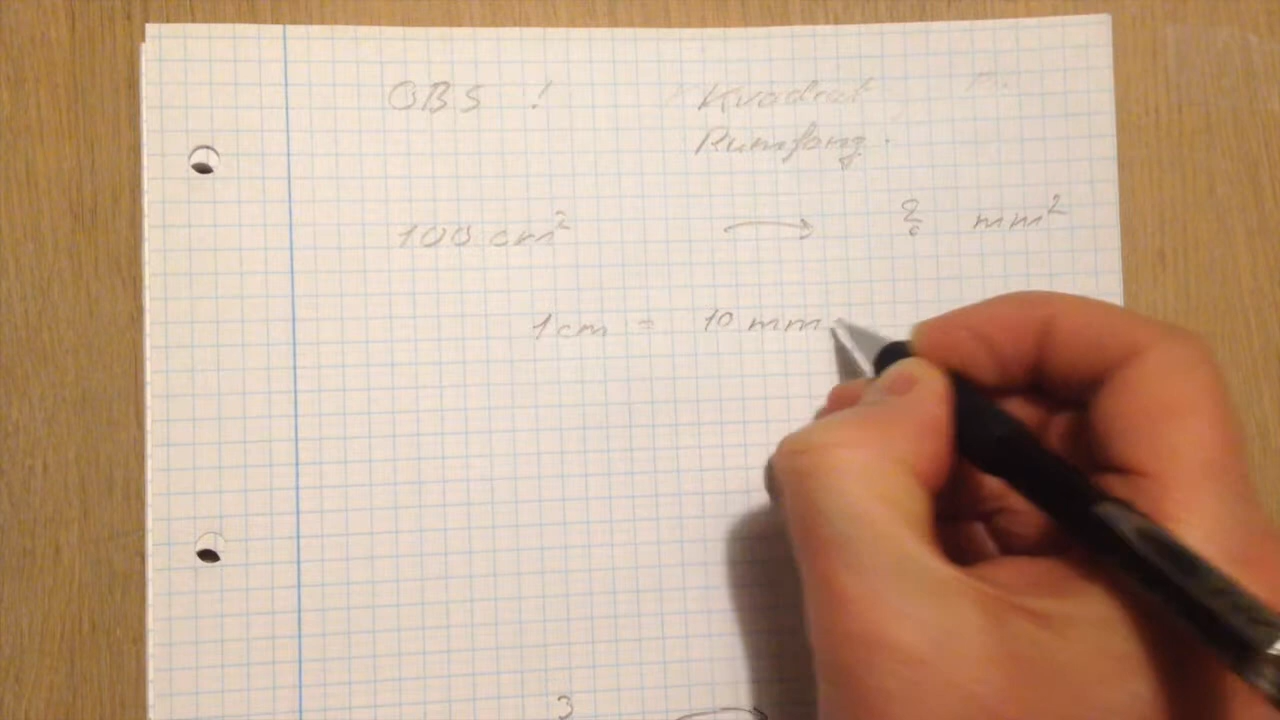 OBS ! Kvadrat
Rumfang.
100 cm² → ? mm²
1 cm = 10 mm
3